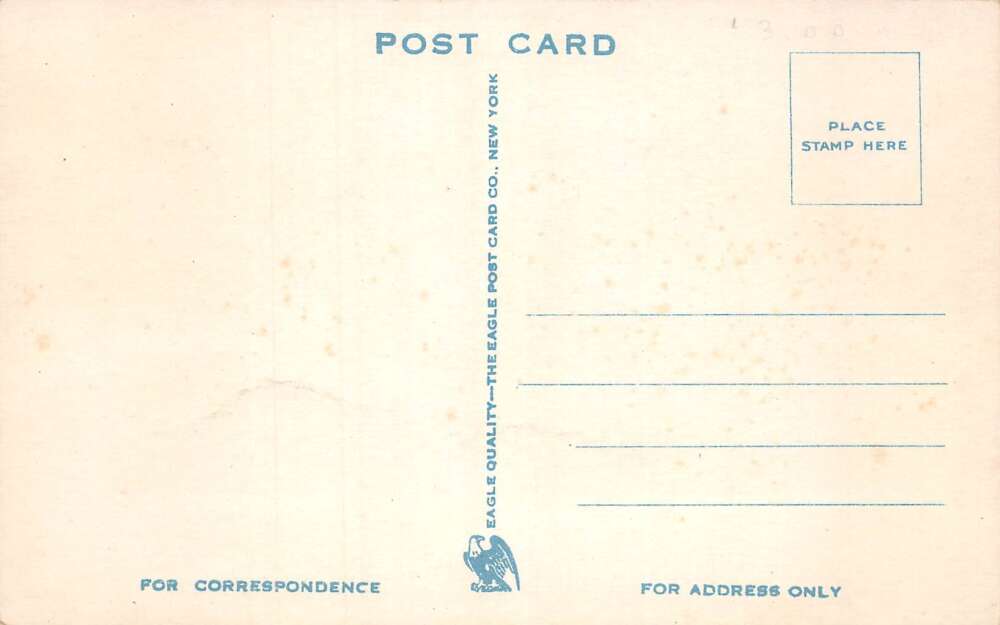 POST CARD
PLACE
STAMP HERE
EAGLE QUALITY—THE EAGLE POST CARD CO., NEW YORK
FOR CORRESPONDENCE
FOR ADDRESS ONLY